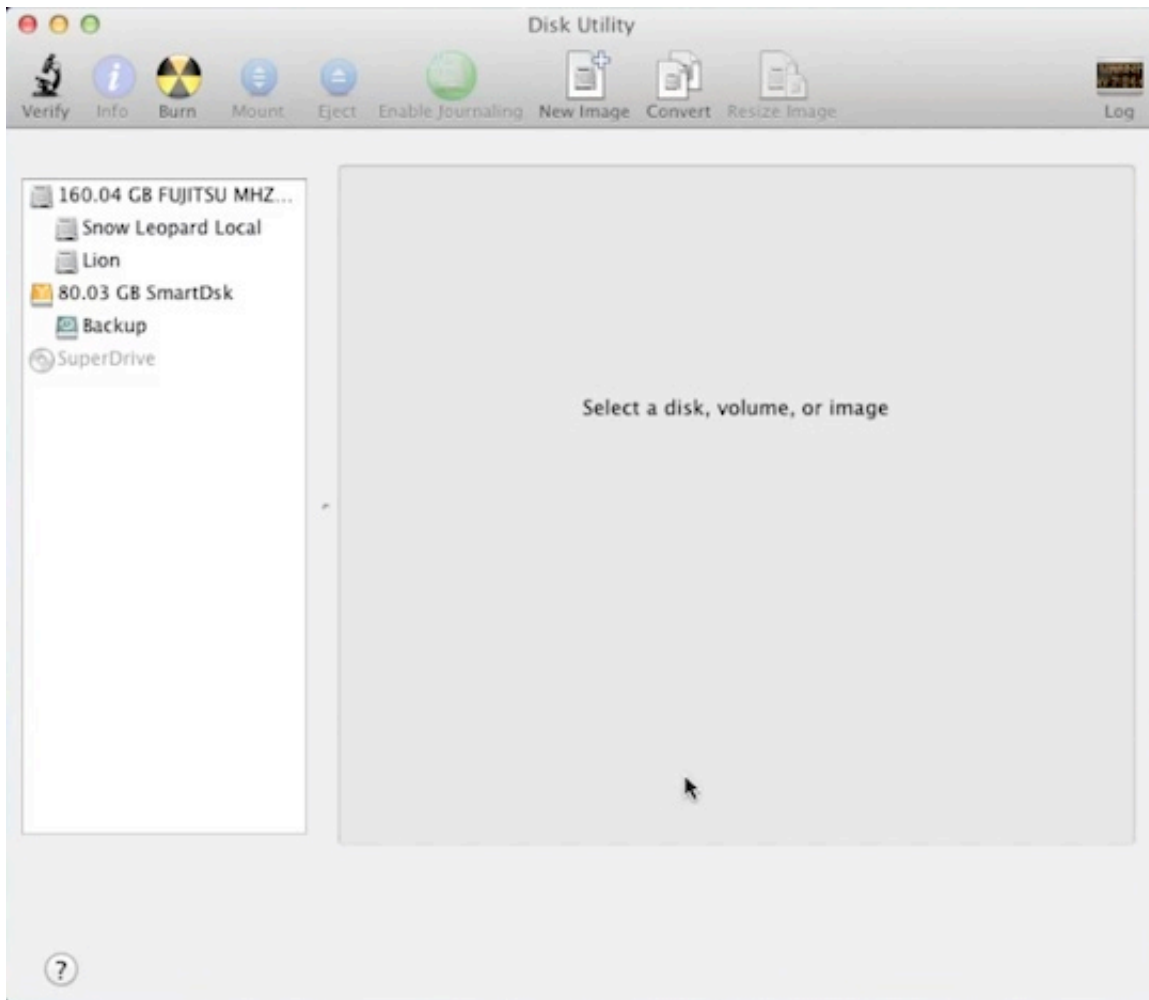 Disk Utility
Verify Info Burn Mount Eject Enable Journaling New Image Convert Resize Image Log
160.04 GB FUJITSU MHZ...
Snow Leopard Local
Lion
80.03 GB SmartDsk
Backup
SuperDrive
Select a disk, volume, or image
?